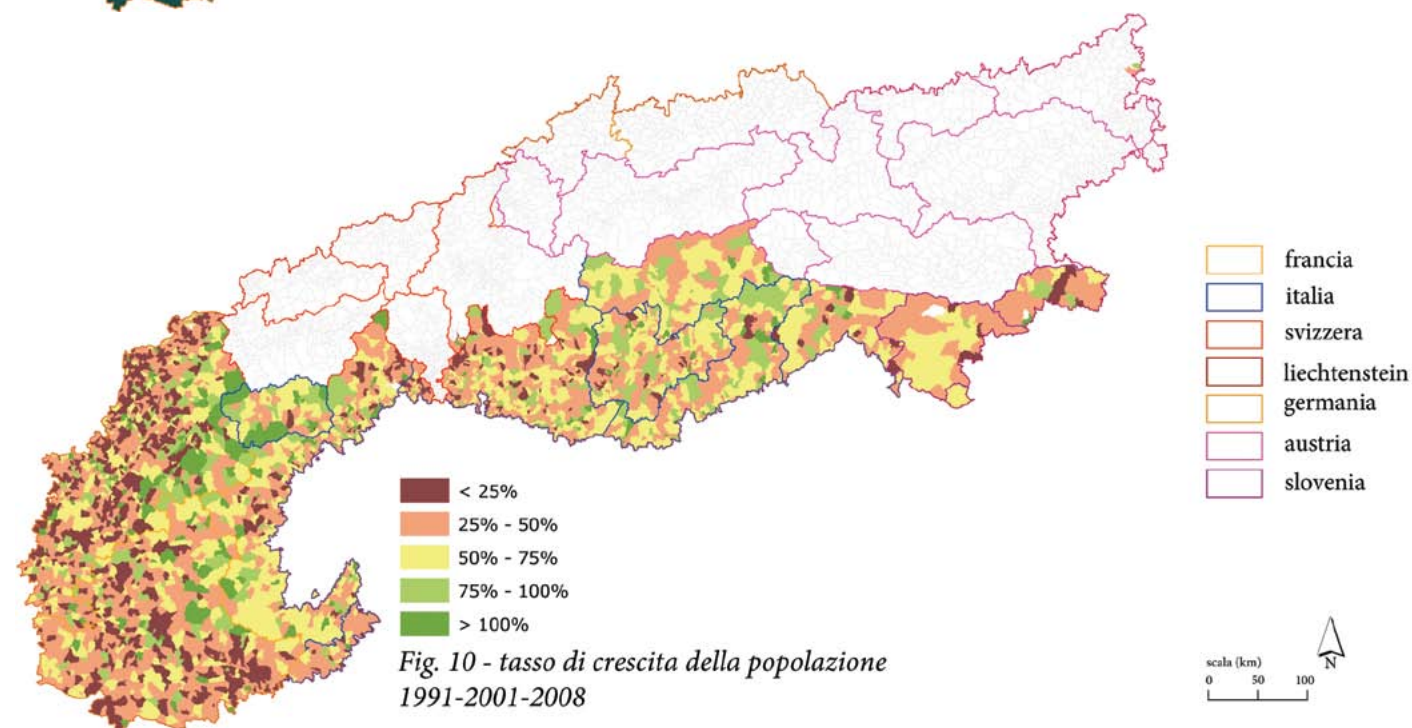 francia
italia
svizzera
liechtenstein
germania
austria
slovenia
< 25%
25% - 50%
50% - 75%
75% - 100%
> 100%
Fig. 10 - tasso di crescita della popolazione
1991-2001-2008
scala (km)
0 50 100
N